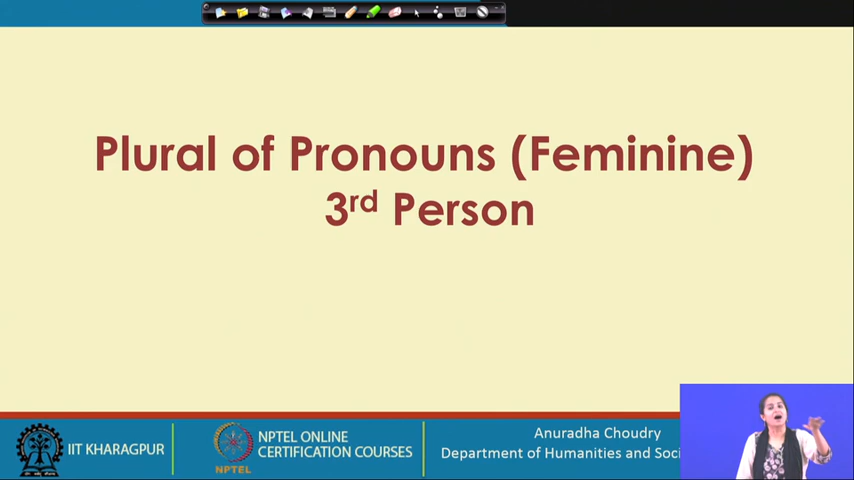 Plural of Pronouns (Feminine)
3rd Person
IIT KHARAGPUR
NPTEL
NPTEL ONLINE
CERTIFICATION COURSES
Anuradha Choudry
Department of Humanities and Soci